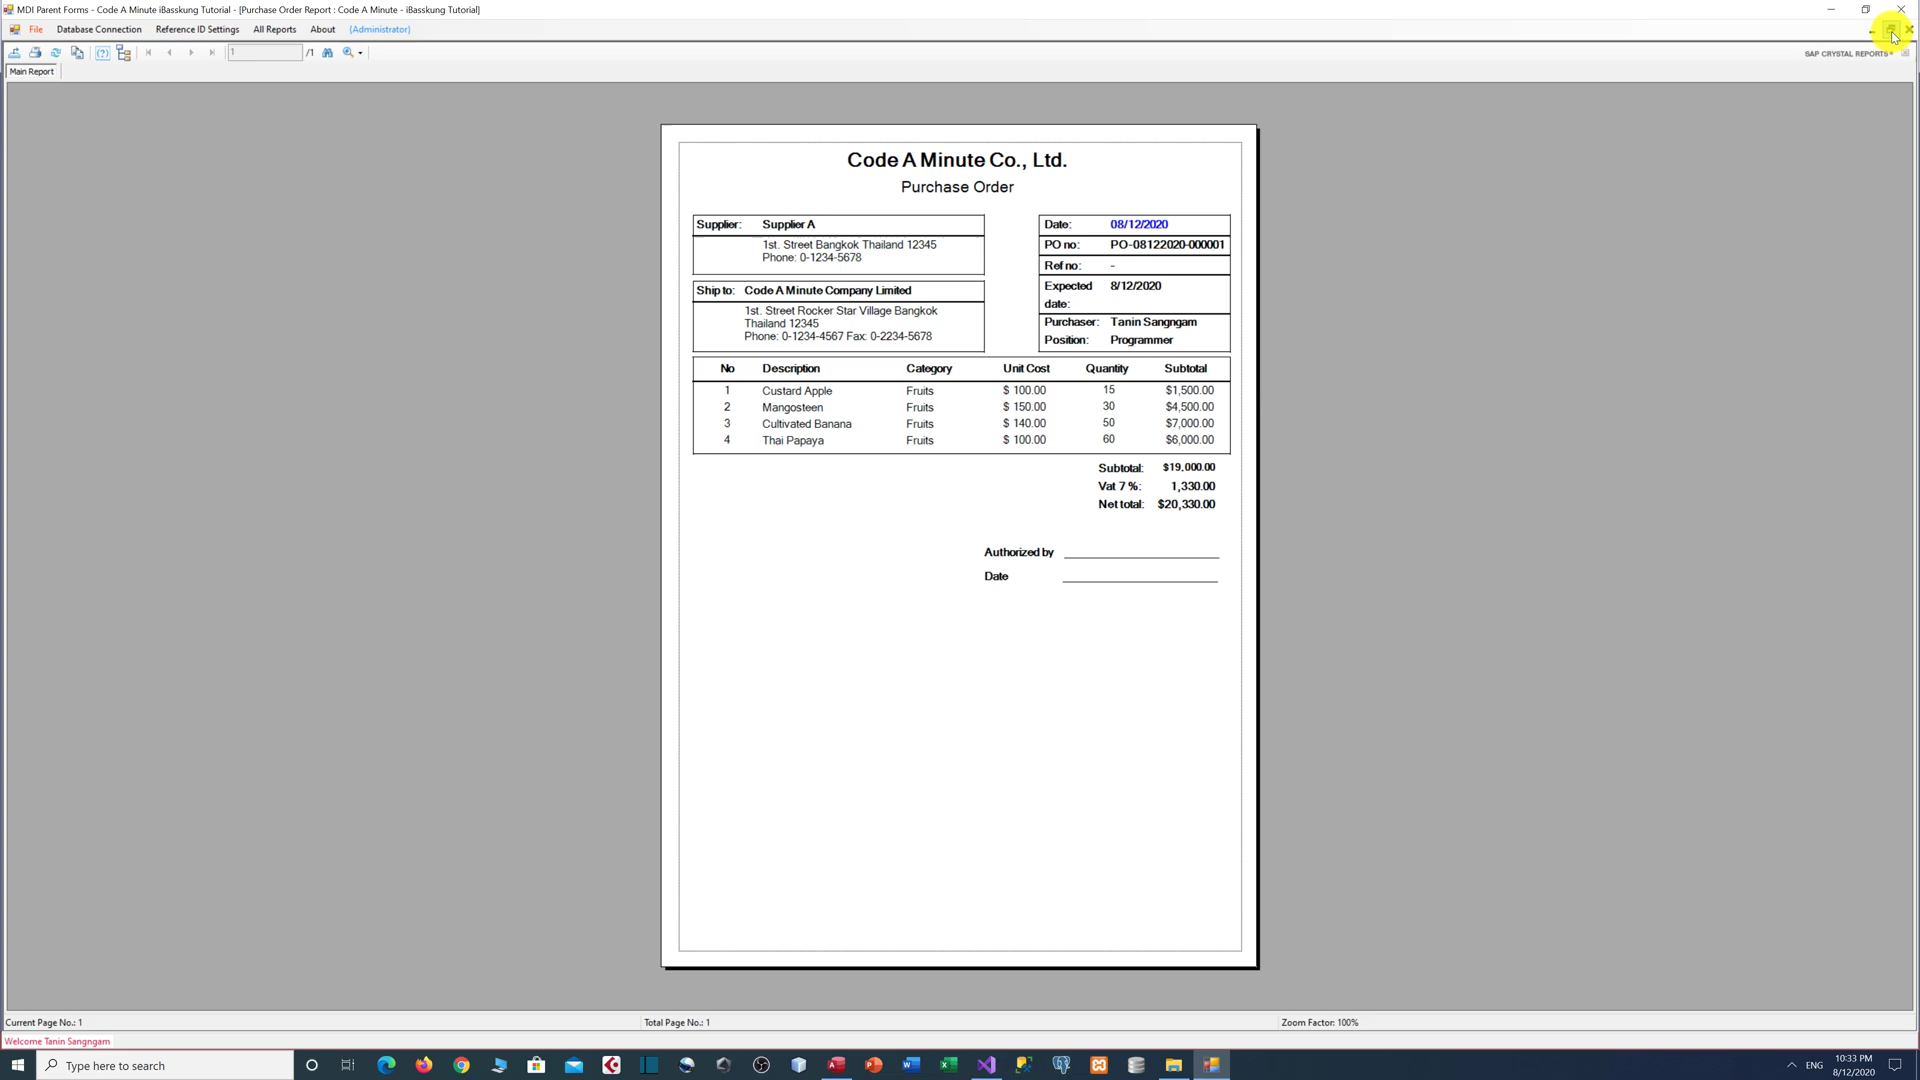 MDI Parent Forms - Code A Minute iBasskung Tutorial - [Purchase Order Report : Code A Minute - iBasskung Tutorial]
File Database Connection Reference ID Settings All Reports About {Administrator}
1 /1 SAP CRYSTAL REPORTS®
Main Report
Code A Minute Co., Ltd.
Purchase Order
Supplier: Supplier A
1st. Street Bangkok Thailand 12345
Phone: 0-1234-5678
Ship to: Code A Minute Company Limited
1st. Street Rocker Star Village Bangkok
Thailand 12345
Phone: 0-1234-4567 Fax: 0-2234-5678
Date: 08/12/2020
PO no: PO-08122020-000001
Ref no: -
Expected date: 8/12/2020
Purchaser: Tanin Sangngam
Position: Programmer
No Description Category Unit Cost Quantity Subtotal
1 Custard Apple Fruits $ 100.00 15 $1,500.00
2 Mangosteen Fruits $ 150.00 30 $4,500.00
3 Cultivated Banana Fruits $ 140.00 50 $7,000.00
4 Thai Papaya Fruits $ 100.00 60 $6,000.00
Subtotal: $19,000.00
Vat 7 %: 1,330.00
Net total: $20,330.00
Authorized by
Date
Current Page No.: 1 Total Page No.: 1 Zoom Factor: 100%
Welcome Tanin Sangngam
Type here to search
ENG
10:33 PM
8/12/2020